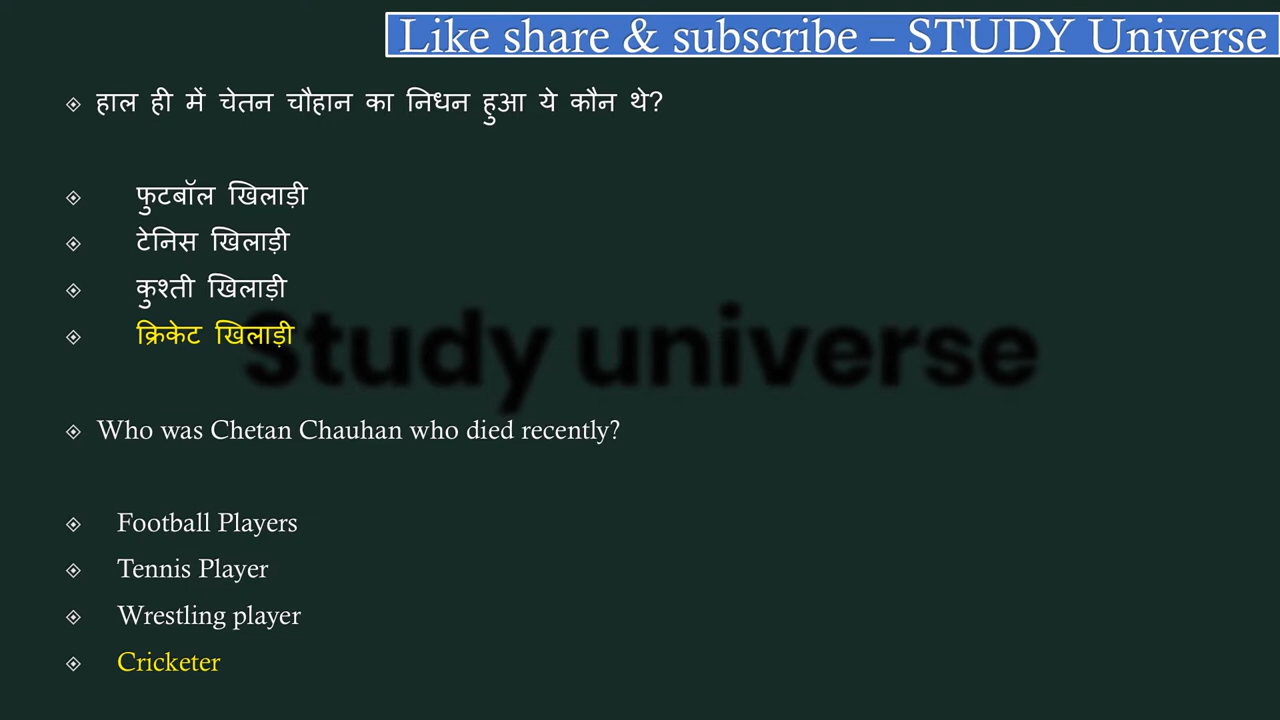 Like share & subscribe – STUDY Universe
हाल ही में चेतन चौहान का निधन हुआ ये कौन थे?
फुटबॉल खिलाड़ी
टेनिस खिलाड़ी
कुश्ती खिलाड़ी
क्रिकेट खिलाड़ी
Study universe
Who was Chetan Chauhan who died recently?
Football Players
Tennis Player
Wrestling player
Cricketer